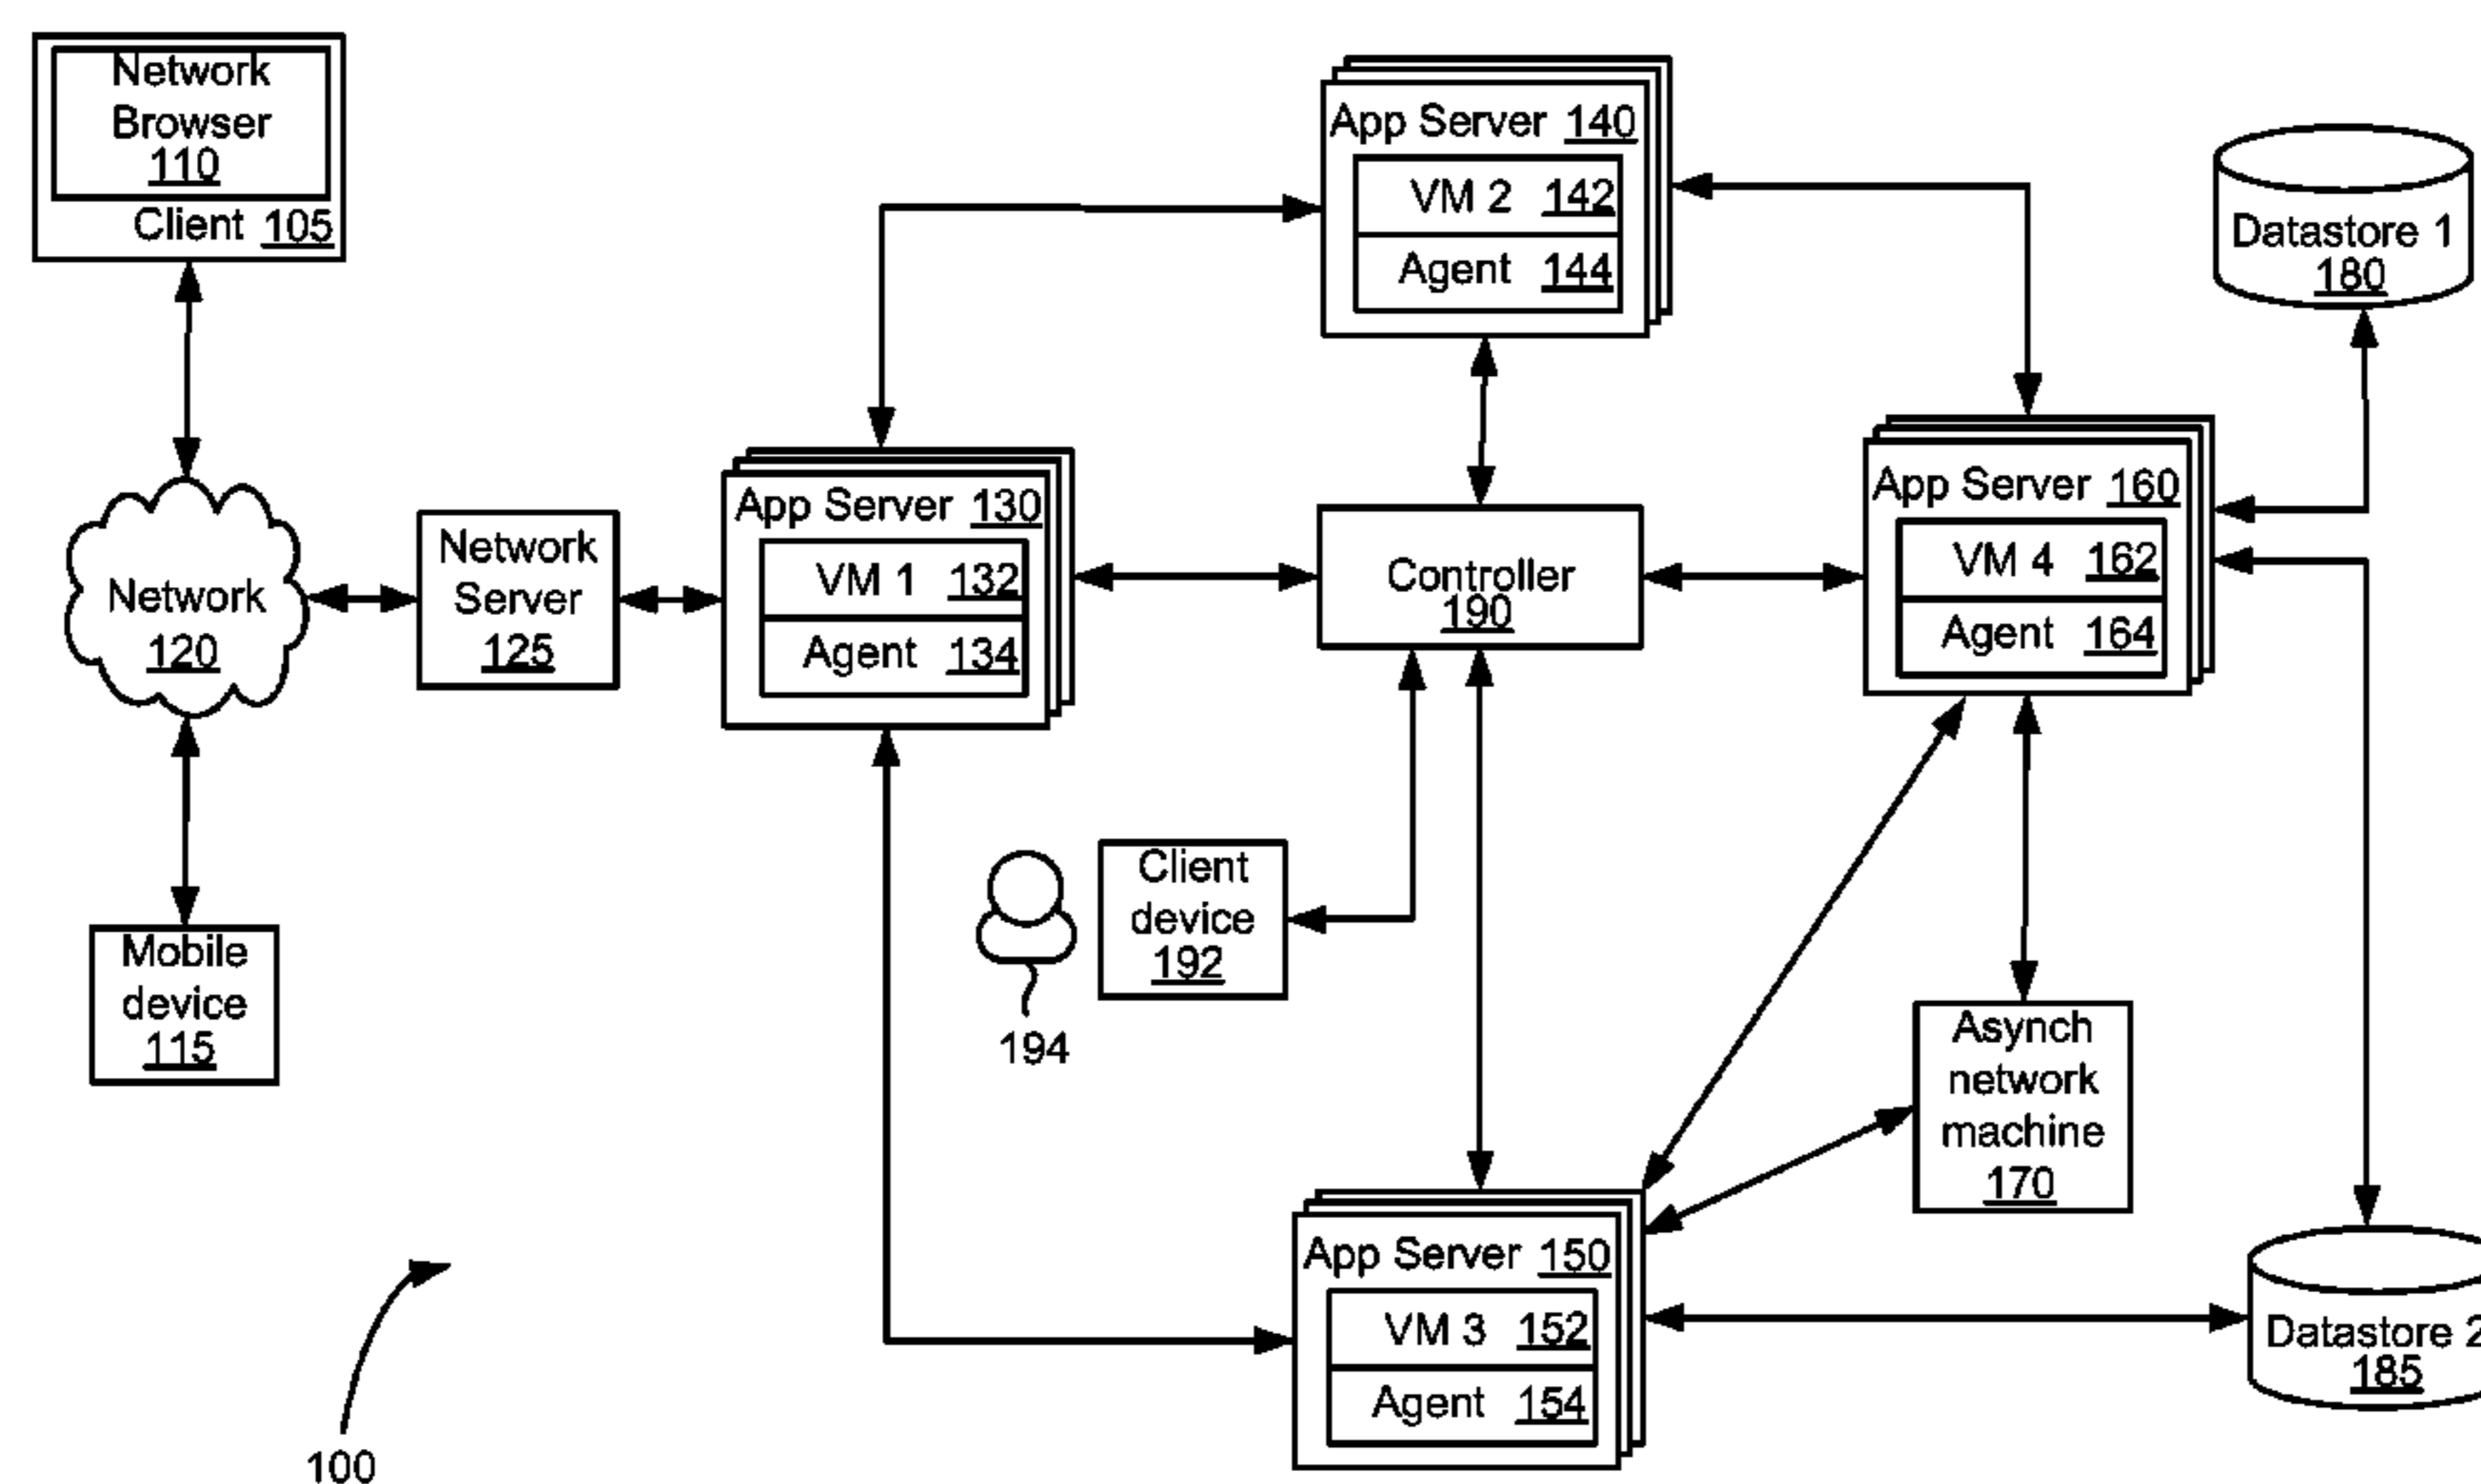 Network
Browser
110
Client 105
Network
120
Mobile
device
115
Network
Server
125
App Server 130
VM 1 132
Agent 134
App Server 140
VM 2 142
Agent 144
Controller
190
Client
device
192
194
App Server 150
VM 3 152
Agent 154
App Server 160
VM 4 162
Agent 164
Asynch
network
machine
170
Datastore 1
180
Datastore 2
185
100